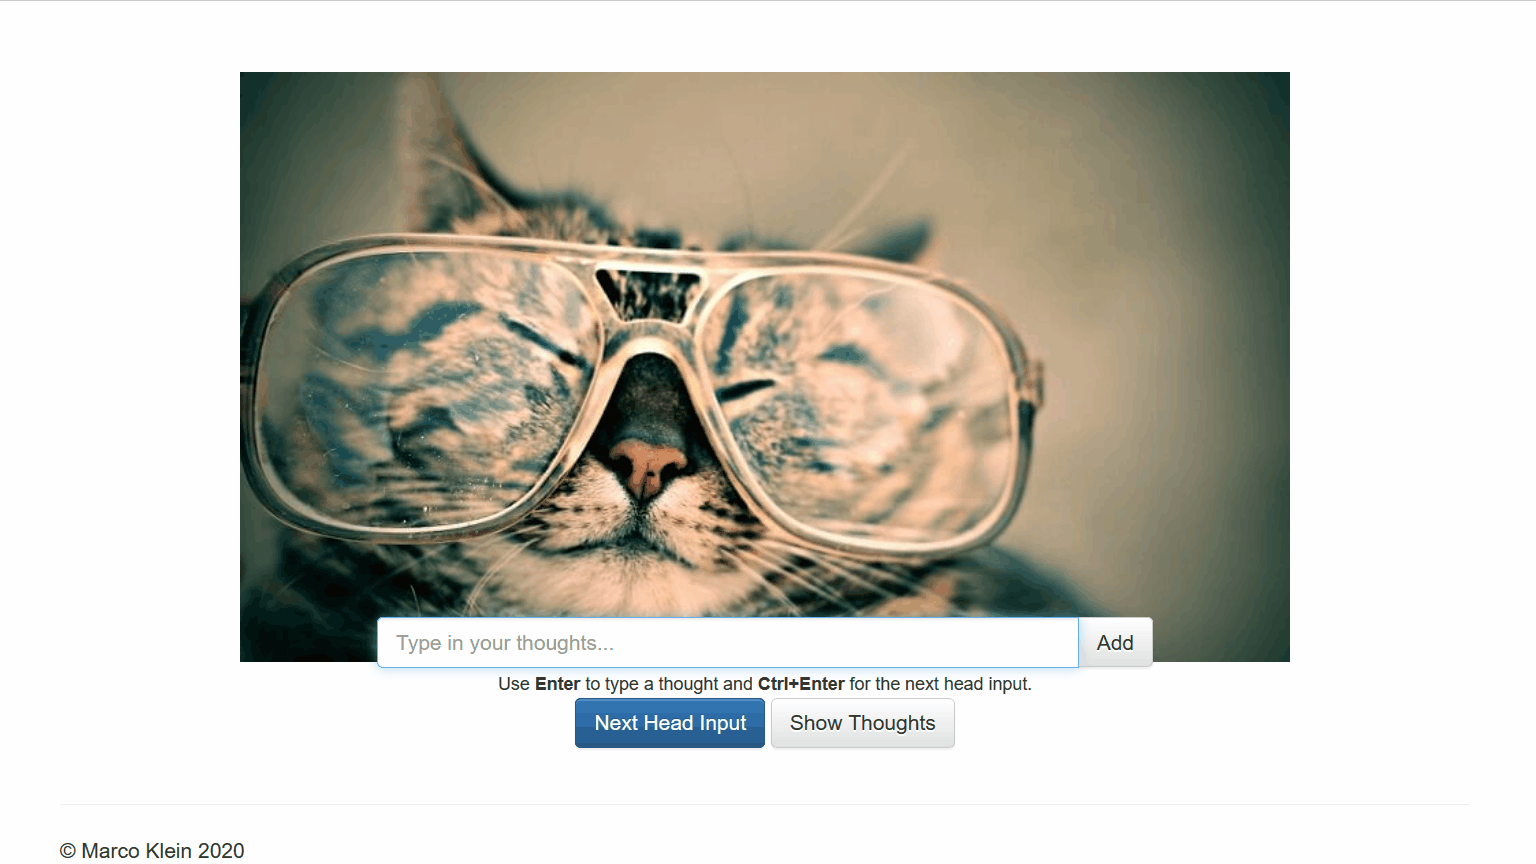 Type in your thoughts...
Add
Use Enter to type a thought and Ctrl+Enter for the next head input.
Next Head Input
Show Thoughts
© Marco Klein 2020